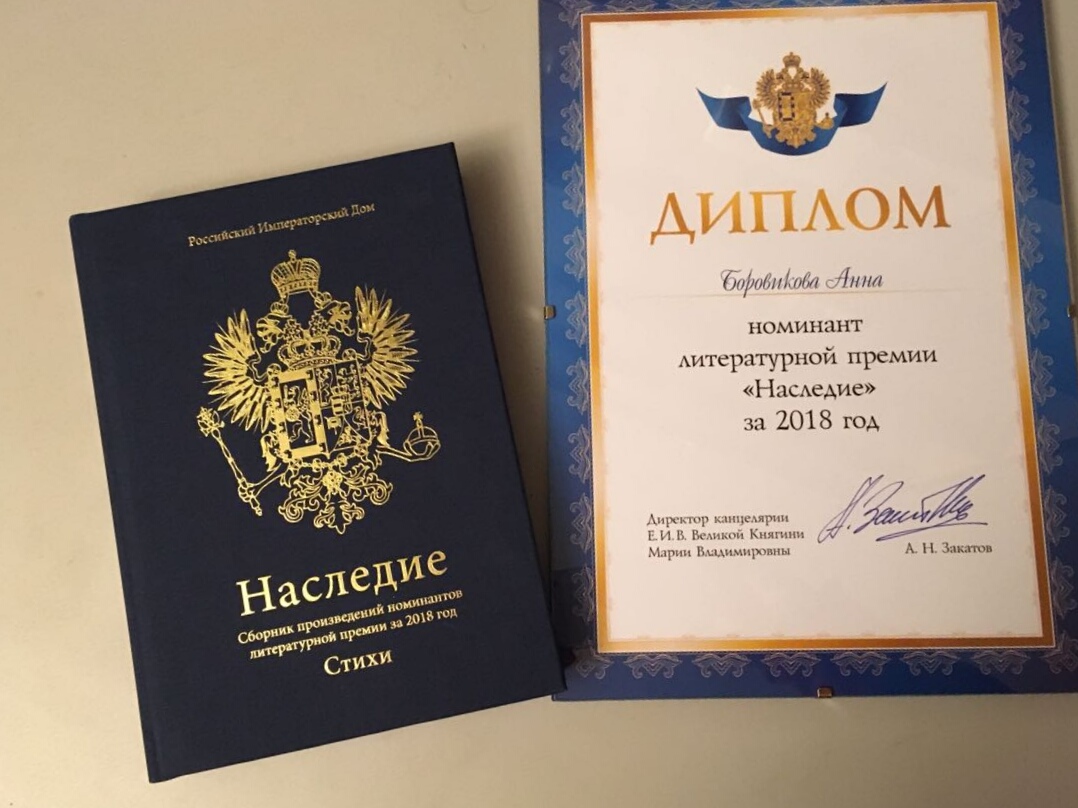 Российский Императорский Дом
Наследие
Сборник произведений номинантов
литературной премии за 2018 год
Стихи
ДИПЛОМ
Боровикова Анна
номинант
литературной премии
«Наследие»
за 2018 год
Директор канцелярии
Е.И.В. Великой Княгини
Марии Владимировны
А. Н. Закатов